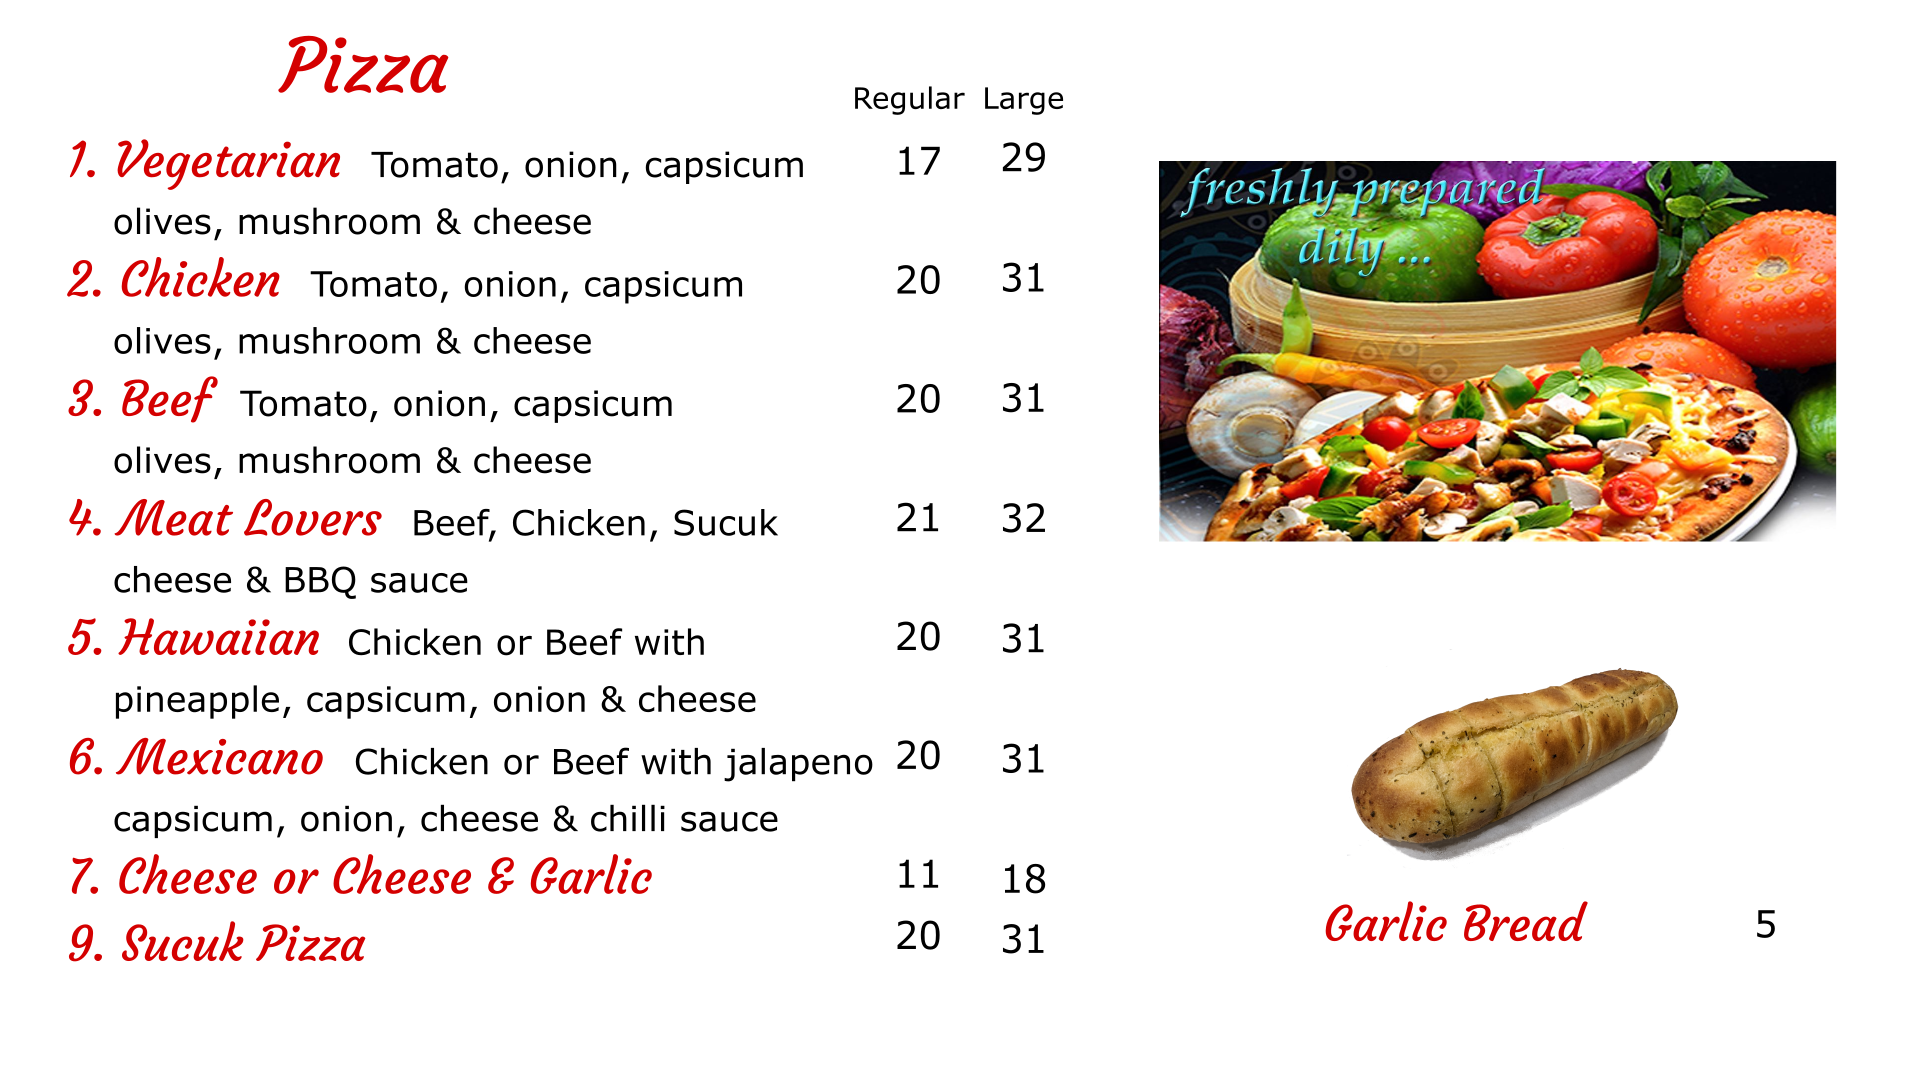 Pizza
Regular Large
1. Vegetarian Tomato, onion, capsicum 17 29
olives, mushroom & cheese
2. Chicken Tomato, onion, capsicum 20 31
olives, mushroom & cheese
3. Beef Tomato, onion, capsicum 20 31
olives, mushroom & cheese
4. Meat Lovers Beef, Chicken, Sucuk 21 32
cheese & BBQ sauce
5. Hawaiian Chicken or Beef with 20 31
pineapple, capsicum, onion & cheese
6. Mexicano Chicken or Beef with jalapeno 20 31
capsicum, onion, cheese & chilli sauce
7. Cheese or Cheese & Garlic 11 18
9. Sucuk Pizza 20 31
freshly prepared
dily ...
Garlic Bread 5